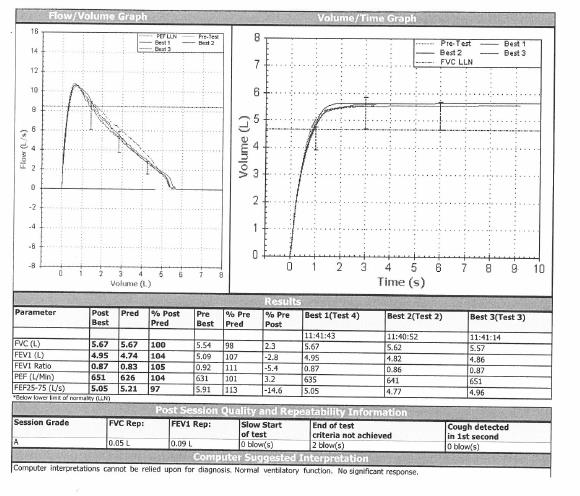 Flow/Volume Graph
Volume/Time Graph
16
14
12
10
8
6
4
2
0
-2
-4
-6
-8
Flow (L/s)
0 1 2 3 4 5 6 7 8
Volume (L)
PEF LLN Pre-Test
Best 1 Best 2
Best 3
8
7
6
5
4
3
2
1
0
Volume (L)
0 1 2 3 4 5 6 7 8 9 10
Time (s)
Pre-Test Best 1
Best 2 Best 3
FVC LLN
Results
Parameter Post Best Pred % Post Pred Pre Best % Pre Pred % Pre Post Best 1(Test 4) Best 2(Test 2) Best 3(Test 3)
11:41:43 11:40:52 11:41:14
FVC (L) 5.67 5.67 100 5.54 98 2.3 5.67 5.62 5.57
FEV1 (L) 4.95 4.74 104 5.09 107 -2.8 4.95 4.82 4.86
FEV1 Ratio 0.87 0.83 105 0.92 111 -5.4 0.87 0.86 0.87
PEF (L/Min) 651 626 104 631 101 3.2 635 641 651
FEF25-75 (L/s) 5.05 5.21 97 5.91 113 -14.6 5.05 4.77 4.96
*Below lower limit of normality (LLN)
Post Session Quality and Repeatability Information
Session Grade FVC Rep: FEV1 Rep: Slow Start of test End of test criteria not achieved Cough detected in 1st second
A 0.05 L 0.09 L 0 blow(s) 2 blow(s) 0 blow(s)
Computer Suggested Interpretation
Computer interpretations cannot be relied upon for diagnosis. Normal ventilatory function. No significant response.